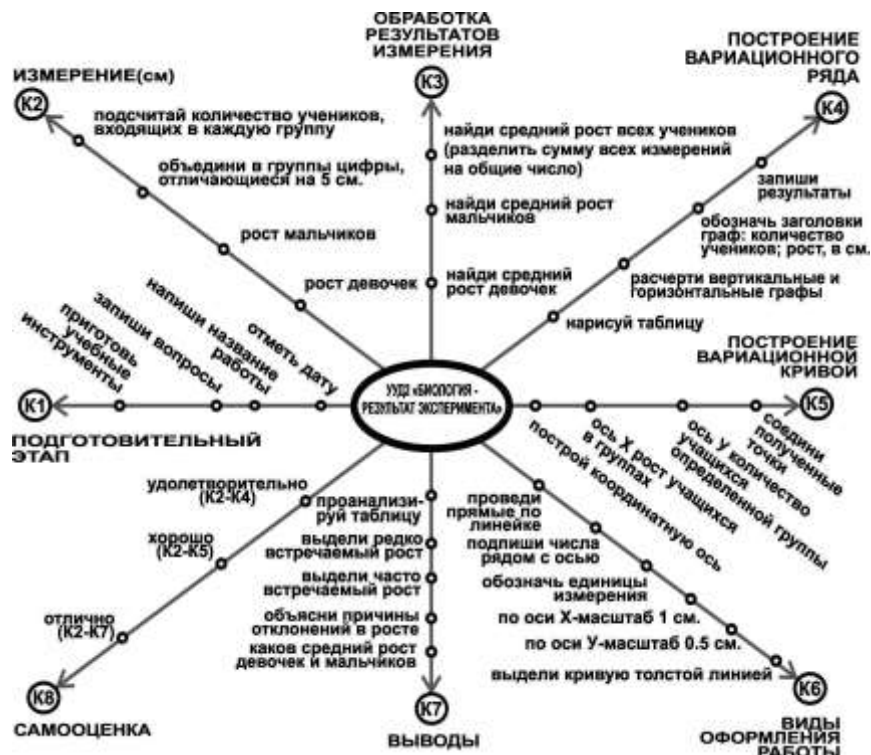 ОБРАБОТКА
РЕЗУЛЬТАТОВ
ИЗМЕРЕНИЯ
К3
найди средний рост всех учеников
(разделить сумму всех измерений
на общие число)
найди средний рост
мальчиков
найди средний
рост девочек
ИЗМЕРЕНИЕ(см)
К2
подсчитай количество учеников,
входящих в каждую группу
объедини в группы цифры,
отличающиеся на 5 см.
рост мальчиков
рост девочек
ПОСТРОЕНИЕ
ВАРИАЦИОННОГО
РЯДА
К4
запиши
результаты
обозначь заголовки
граф: количество
учеников; рост, в см.
расчерти вертикальные и
горизонтальные графы
нарисуй таблицу
К1
ПОДГОТОВИТЕЛЬНЫЙ
ЭТАП
приготовь
учебные
инструменты
запиши вопросы
напиши название
работы
отметь дату
УУД2 «БИОЛОГИЯ -
РЕЗУЛЬТАТ ЭКСПЕРИМЕНТА»
ПОСТРОЕНИЕ
ВАРИАЦИОННОЙ
КРИВОЙ
К5
построй координатную ось
ось Х рост учащихся
в группах
ось У количество
учащихся
определенной группы
соедини
полученные
точки
удолетворительно
(К2-К4)
хорошо
(К2-К5)
отлично
(К2-К7)
К8
САМООЦЕНКА
проанализи-
руй таблицу
выдели редко
встречаемый рост
выдели часто
встречаемый рост
объясни причины
отклонений в росте
каков средний рост
девочек и мальчиков
К7
ВЫВОДЫ
проведи
прямые по
линейке
подпиши числа
рядом с осью
обозначь единицы
измерения
по оси Х-масштаб 1 см.
по оси У-масштаб 0.5 см.
выдели кривую толстой линией
К6
ВИДЫ
ОФОРМЛЕНИЯ
РАБОТЫ